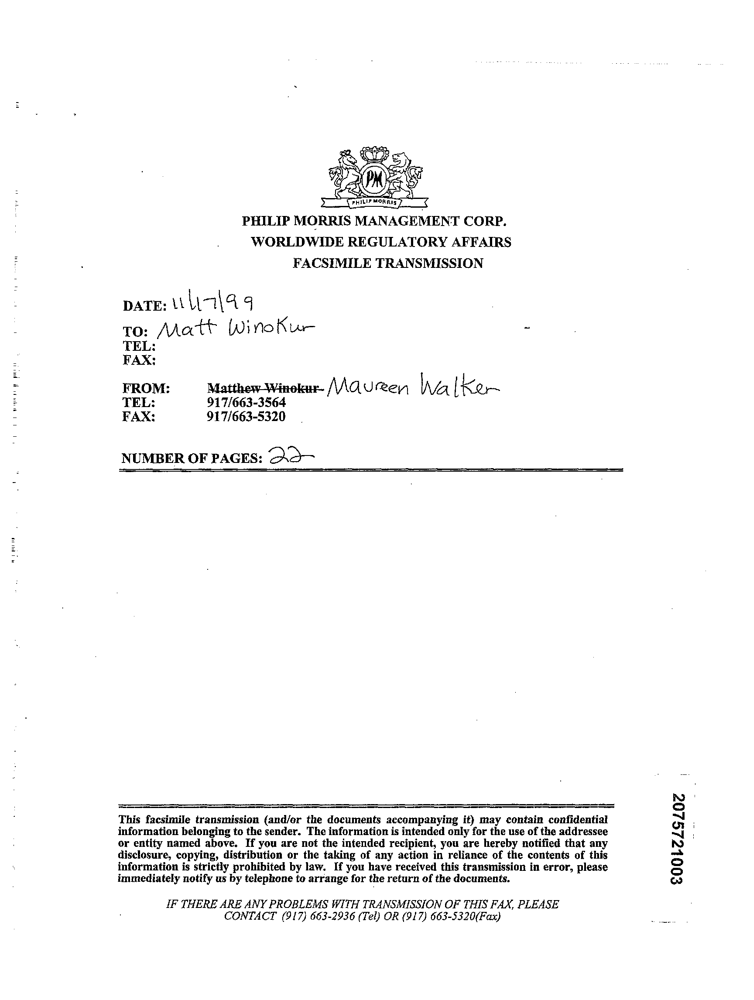 PM
PHILIP MORRIS
PHILIP MORRIS MANAGEMENT CORP.
WORLDWIDE REGULATORY AFFAIRS
FACSIMILE TRANSMISSION
DATE: 11/17/99
TO: Matt Winokur
TEL:
FAX:
FROM: Matthew Winokur Maureen Walker
TEL: 917/663-3564
FAX: 917/663-5320
NUMBER OF PAGES: 22
This facsimile transmission (and/or the documents accompanying it) may contain confidential
information belonging to the sender. The information is intended only for the use of the addressee
or entity named above. If you are not the intended recipient, you are hereby notified that any
disclosure, copying, distribution or the taking of any action in reliance of the contents of this
information is strictly prohibited by law. If you have received this transmission in error, please
immediately notify us by telephone to arrange for the return of the documents.
IF THERE ARE ANY PROBLEMS WITH TRANSMISSION OF THIS FAX, PLEASE
CONTACT (917) 663-2936 (Tel) OR (917) 663-5320(Fax)
2075721003